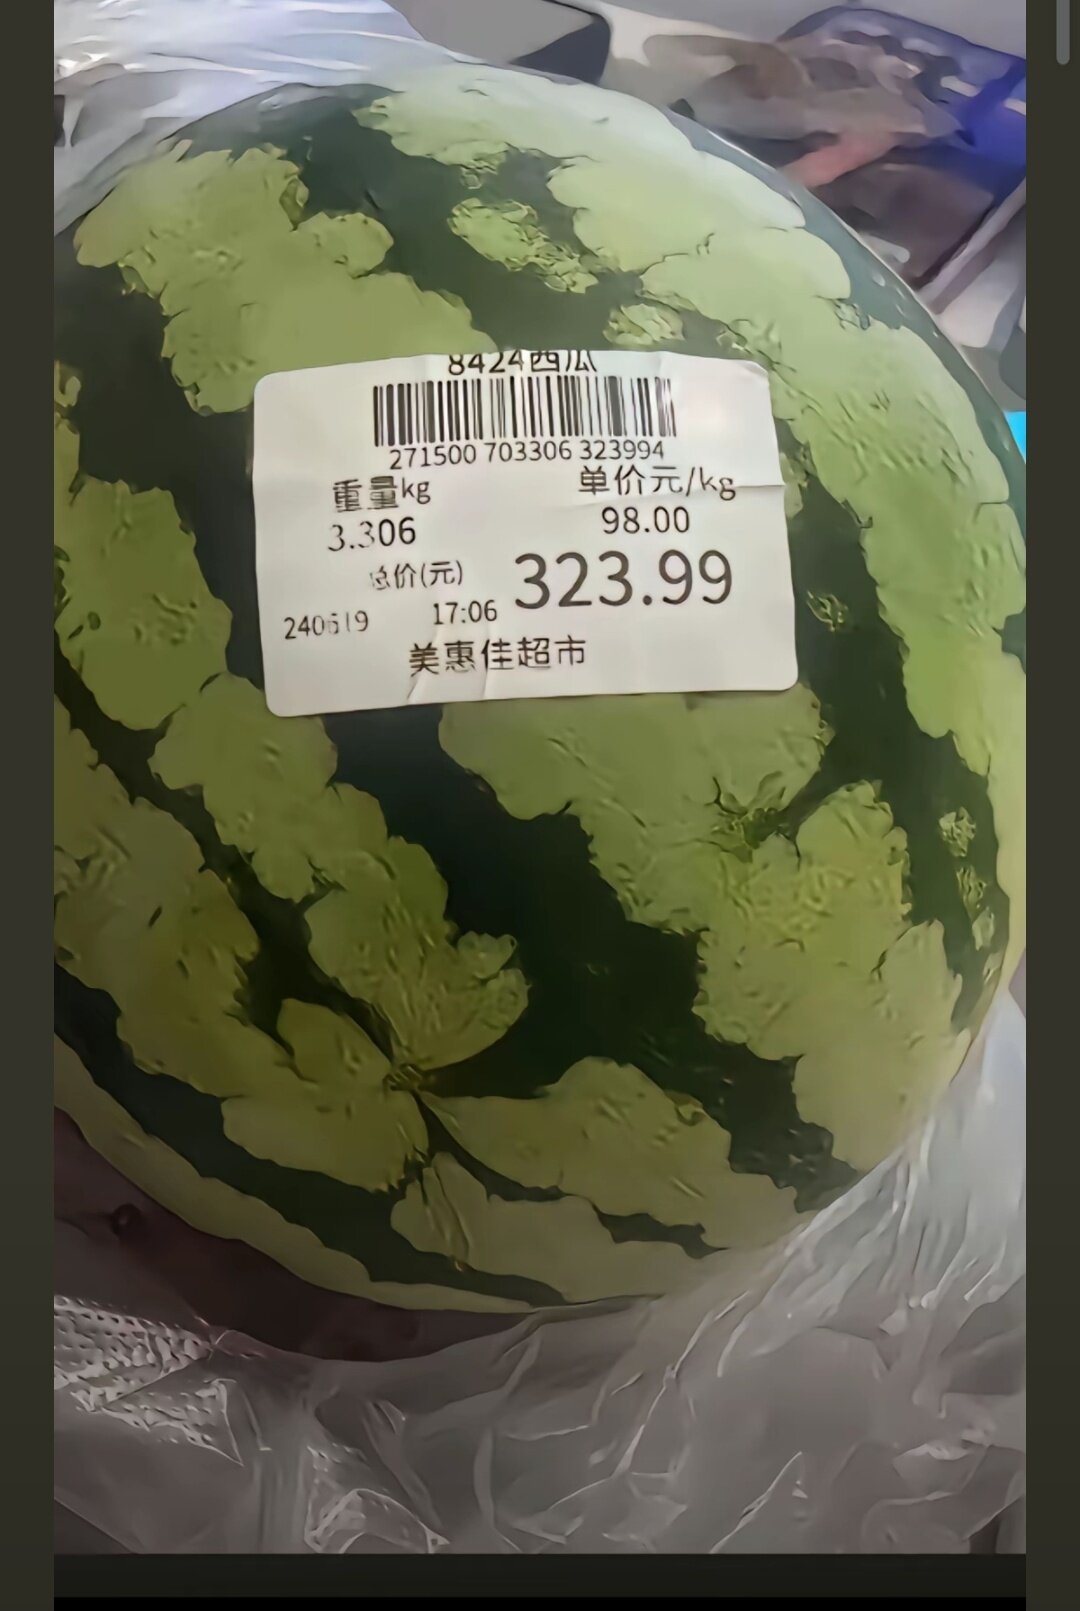 8424西瓜
271500 703306 323994
重量kg 单价元/kg
3.306 98.00
总价(元) 323.99
240619 17:06
美惠佳超市